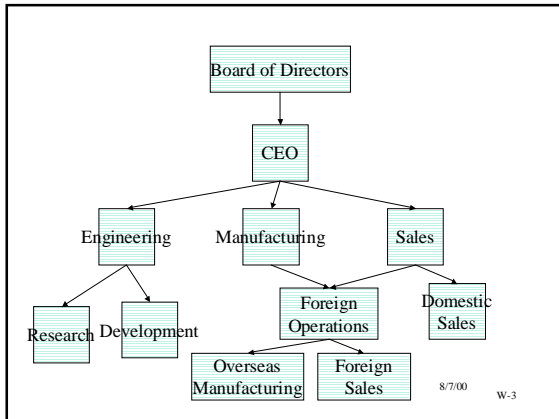 Board of Directors
CEO
Engineering
Manufacturing
Sales
Research
Development
Foreign
Operations
Domestic
Sales
Overseas
Manufacturing
Foreign
Sales
8/7/00
W-3